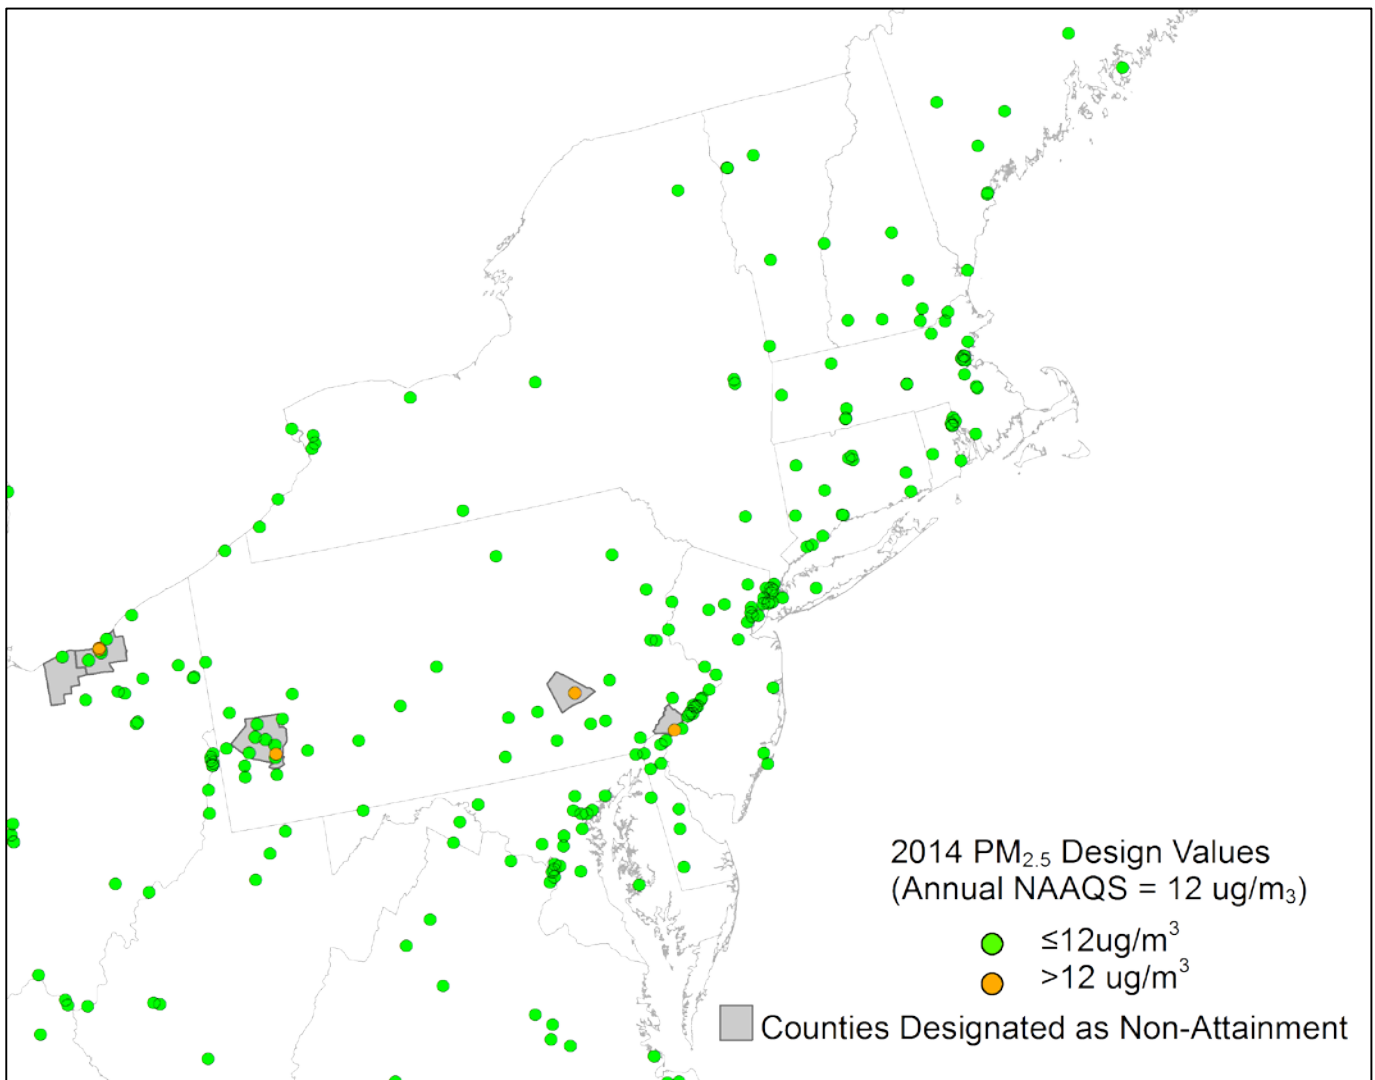 2014 PM₂.₅ Design Values
(Annual NAAQS = 12 ug/m₃)
≤12ug/m³
>12 ug/m³
Counties Designated as Non-Attainment